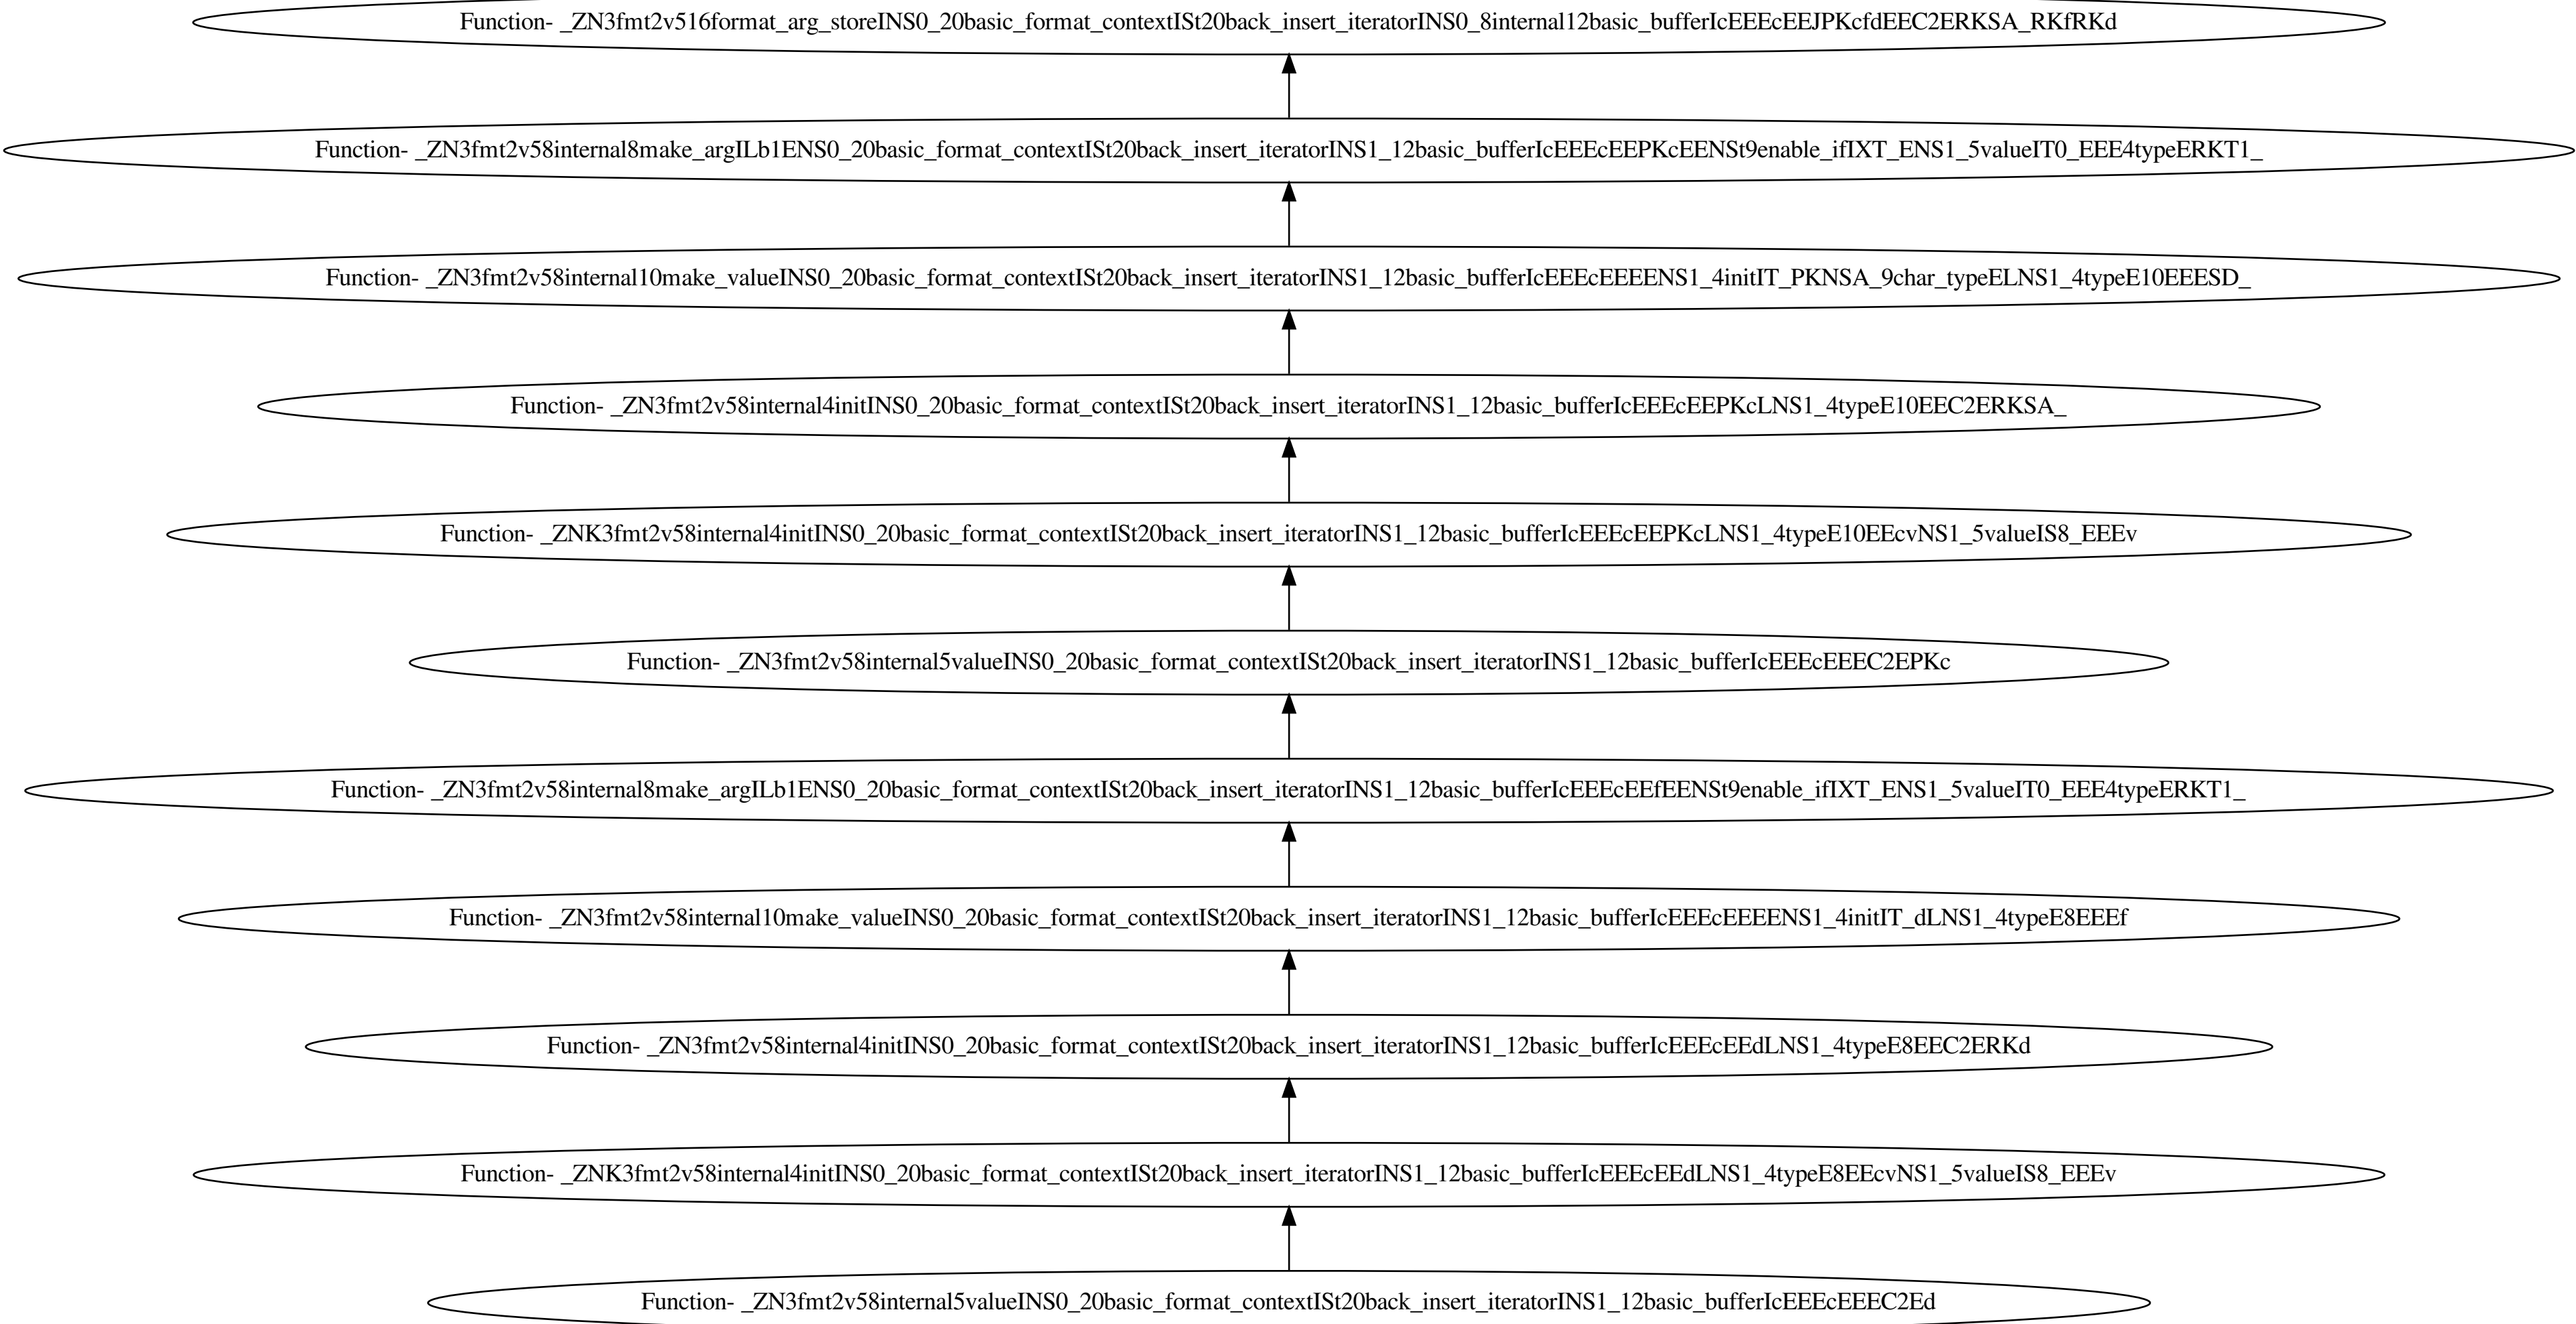 Function- _ZN3fmt2v516format_arg_storeINS0_20basic_format_contextISt20back_insert_iteratorINS0_8internal12basic_bufferIcEEEcEEJPKcfdEEC2ERKSA_RKfRKd
Function- _ZN3fmt2v58internal8make_argILb1ENS0_20basic_format_contextISt20back_insert_iteratorINS1_12basic_bufferIcEEEcEEPKcEENSt9enable_ifIXT_ENS1_5valueIT0_EEE4typeERKT1_
Function- _ZN3fmt2v58internal10make_valueINS0_20basic_format_contextISt20back_insert_iteratorINS1_12basic_bufferIcEEEcEEEENS1_4initIT_PKNSA_9char_typeELNS1_4typeE10EEESD_
Function- _ZN3fmt2v58internal4initINS0_20basic_format_contextISt20back_insert_iteratorINS1_12basic_bufferIcEEEcEEPKcLNS1_4typeE10EEC2ERKSA_
Function- _ZNK3fmt2v58internal4initINS0_20basic_format_contextISt20back_insert_iteratorINS1_12basic_bufferIcEEEcEEPKcLNS1_4typeE10EEcvNS1_5valueIS8_EEEv
Function- _ZN3fmt2v58internal5valueINS0_20basic_format_contextISt20back_insert_iteratorINS1_12basic_bufferIcEEEcEEEC2EPKc
Function- _ZN3fmt2v58internal8make_argILb1ENS0_20basic_format_contextISt20back_insert_iteratorINS1_12basic_bufferIcEEEcEEfEENSt9enable_ifIXT_ENS1_5valueIT0_EEE4typeERKT1_
Function- _ZN3fmt2v58internal10make_valueINS0_20basic_format_contextISt20back_insert_iteratorINS1_12basic_bufferIcEEEcEEEENS1_4initIT_dLNS1_4typeE8EEEf
Function- _ZN3fmt2v58internal4initINS0_20basic_format_contextISt20back_insert_iteratorINS1_12basic_bufferIcEEEcEEdLNS1_4typeE8EEC2ERKd
Function- _ZNK3fmt2v58internal4initINS0_20basic_format_contextISt20back_insert_iteratorINS1_12basic_bufferIcEEEcEEdLNS1_4typeE8EEcvNS1_5valueIS8_EEEv
Function- _ZN3fmt2v58internal5valueINS0_20basic_format_contextISt20back_insert_iteratorINS1_12basic_bufferIcEEEcEEEC2Ed